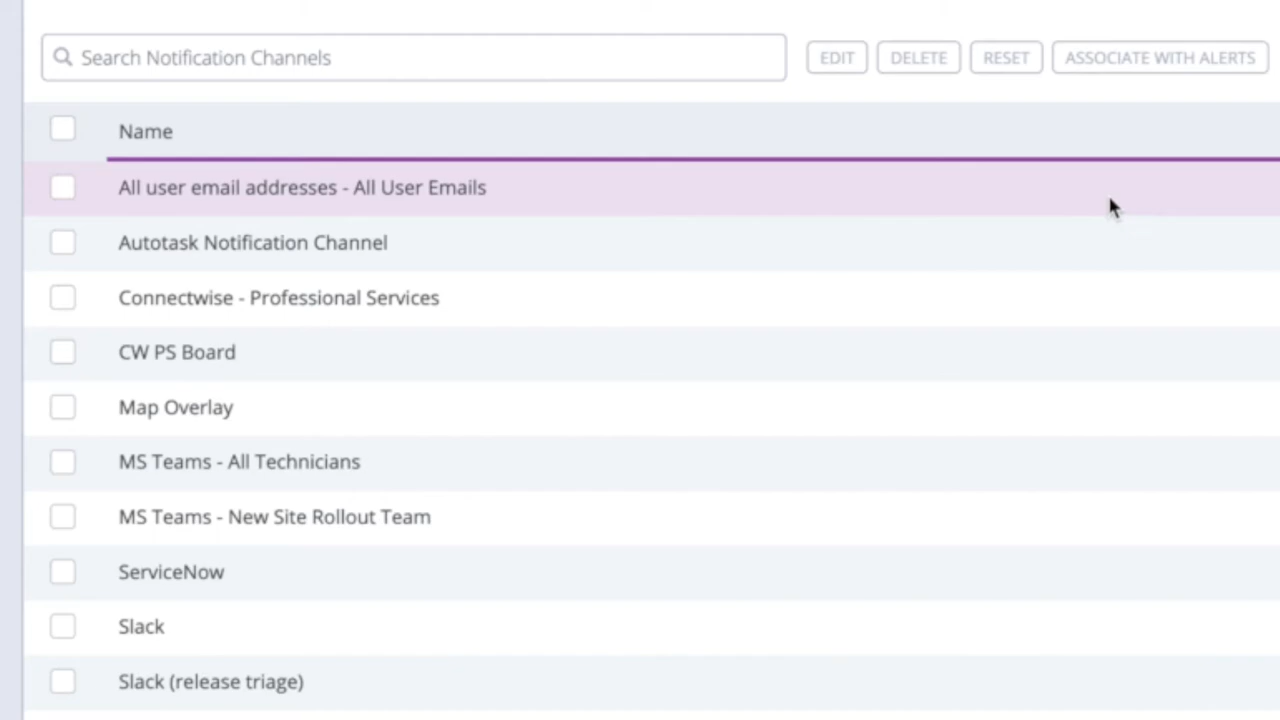 Search Notification Channels
EDIT DELETE RESET ASSOCIATE WITH ALERTS
Name
All user email addresses - All User Emails
Autotask Notification Channel
Connectwise - Professional Services
CW PS Board
Map Overlay
MS Teams - All Technicians
MS Teams - New Site Rollout Team
ServiceNow
Slack
Slack (release triage)